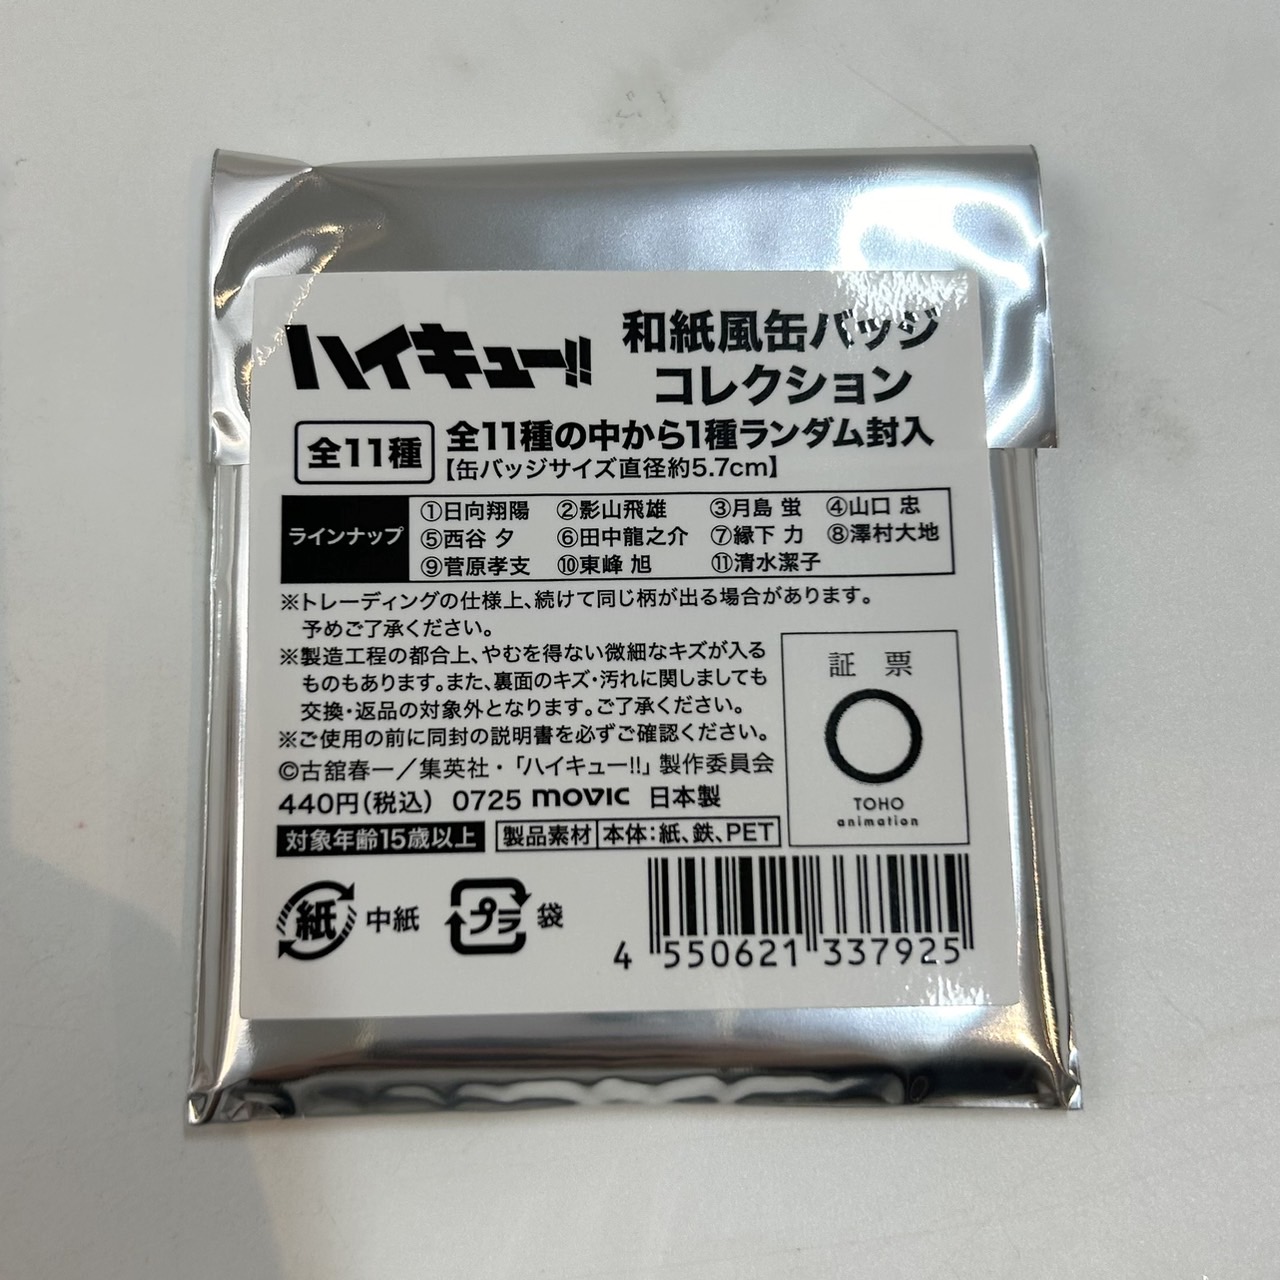 ハイキュー!!
和紙風缶バッジ
コレクション
全11種
全11種の中から1種ランダム封入
【缶バッジサイズ直径約5.7cm】
ラインナップ
①日向翔陽 ②影山飛雄 ③月島 蛍 ④山口 忠
⑤西谷 夕 ⑥田中龍之介 ⑦縁下 力 ⑧澤村大地
⑨菅原孝支 ⑩東峰 旭 ⑪清水潔子
※トレーディングの仕様上、続けて同じ柄が出る場合があります。
予めご了承ください。
※製造工程の都合上、やむを得ない微細なキズが入る
ものもあります。また、裏面のキズ・汚れに関しましても
交換・返品の対象外となります。ご了承ください。
※ご使用の前に同封の説明書を必ずご確認ください。
©古舘春一／集英社・「ハイキュー!!」製作委員会
440円(税込) 0725 movic 日本製
対象年齢15歳以上 製品素材 本体：紙、鉄、PET
証 票
TOHO
animation
紙 中紙 プラ 袋
4 550621 337925